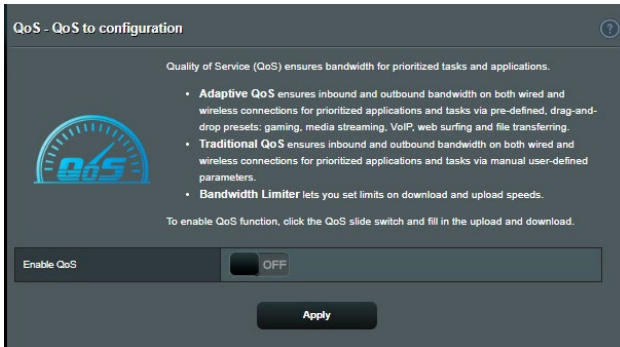 QoS - QoS to configuration
?
Quality of Service (QoS) ensures bandwidth for prioritized tasks and applications.
• Adaptive QoS ensures inbound and outbound bandwidth on both wired and
wireless connections for prioritized applications and tasks via pre-defined, drag-and-
drop presets: gaming, media streaming, VoIP, web surfing and file transferring.
• Traditional QoS ensures inbound and outbound bandwidth on both wired and
wireless connections for prioritized applications and tasks via manual user-defined
parameters.
• Bandwidth Limiter lets you set limits on download and upload speeds.
QoS
To enable QoS function, click the QoS slide switch and fill in the upload and download.
Enable QoS
OFF
Apply